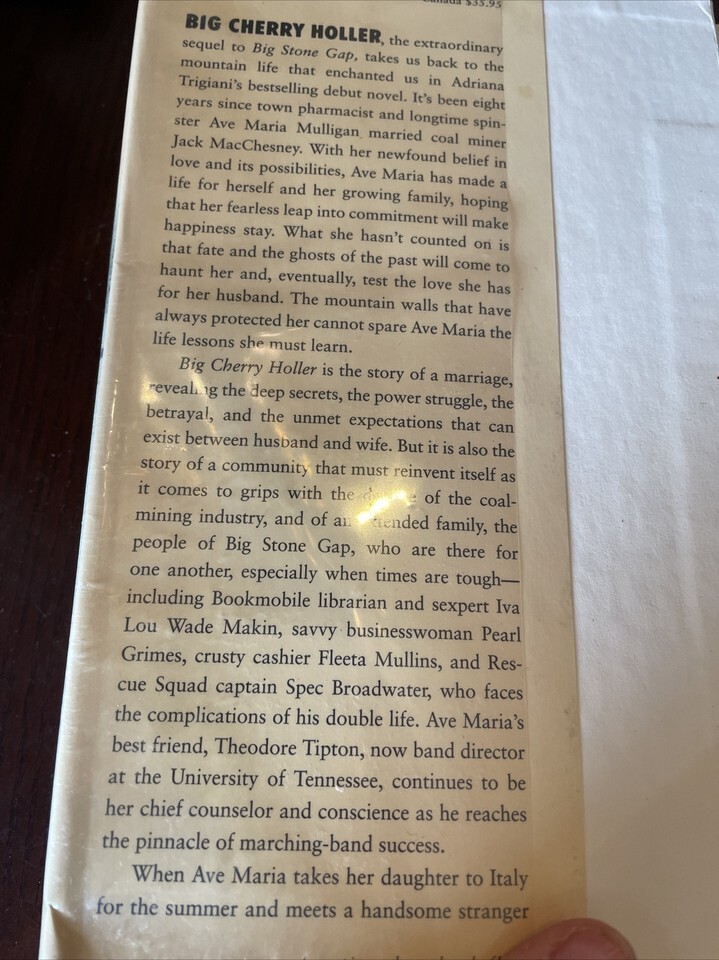 Canada $35.95
BIG CHERRY HOLLER, the extraordinary
sequel to Big Stone Gap, takes us back to the
mountain life that enchanted us in Adriana
Trigiani's bestselling debut novel. It's been eight
years since town pharmacist and longtime spin-
ster Ave Maria Mulligan married coal miner
Jack MacChesney. With her newfound belief in
love and its possibilities, Ave Maria has made a
life for herself and her growing family, hoping
that her fearless leap into commitment will make
happiness stay. What she hasn't counted on is
that fate and the ghosts of the past will come to
haunt her and, eventually, test the love she has
for her husband. The mountain walls that have
always protected her cannot spare Ave Maria the
life lessons she must learn.
Big Cherry Holler is the story of a marriage,
revealing the deep secrets, the power struggle, the
betrayal, and the unmet expectations that can
exist between husband and wife. But it is also the
story of a community that must reinvent itself as
it comes to grips with the of the coal-
mining industry, and of an extended family, the
people of Big Stone Gap, who are there for
one another, especially when times are tough—
including Bookmobile librarian and sexpert Iva
Lou Wade Makin, savvy businesswoman Pearl
Grimes, crusty cashier Fleeta Mullins, and Res-
cue Squad captain Spec Broadwater, who faces
the complications of his double life. Ave Maria's
best friend, Theodore Tipton, now band director
at the University of Tennessee, continues to be
her chief counselor and conscience as he reaches
the pinnacle of marching-band success.
When Ave Maria takes her daughter to Italy
for the summer and meets a handsome stranger